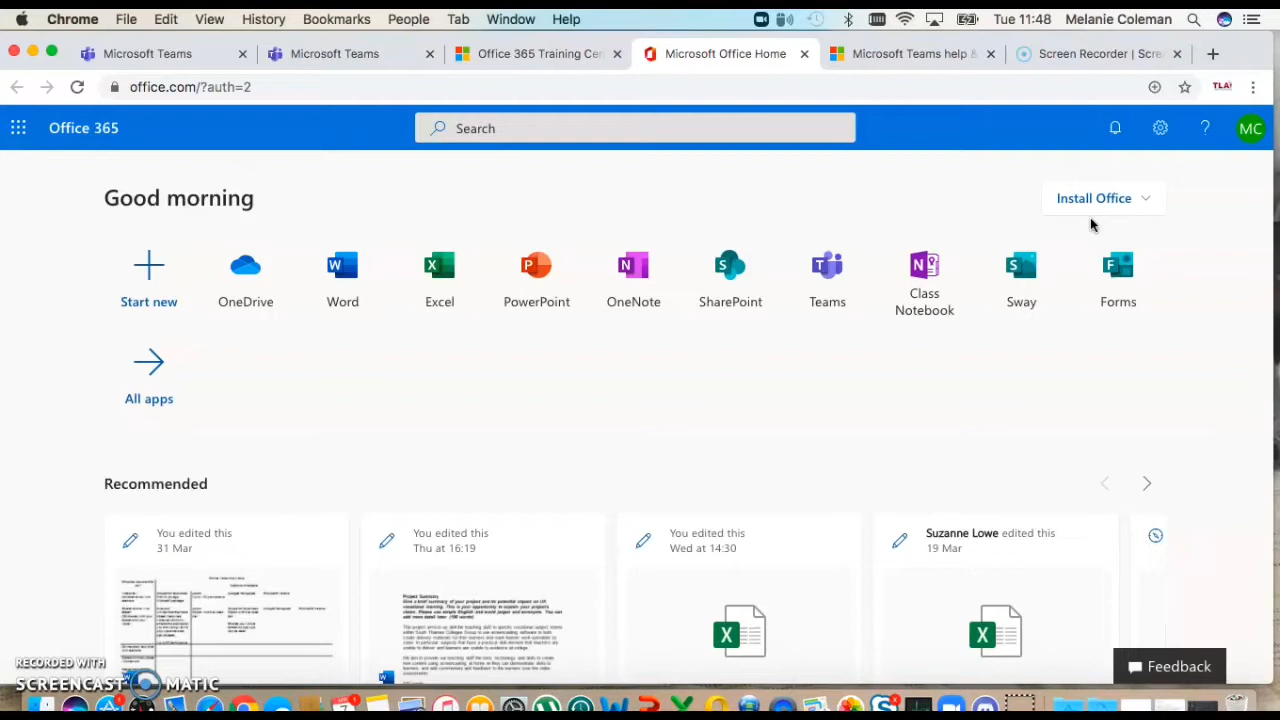 Chrome File Edit View History Bookmarks People Tab Window Help Tue 11:48 Melanie Coleman
Microsoft Teams Microsoft Teams Office 365 Training Cen Microsoft Office Home Microsoft Teams help & Screen Recorder | Scre
office.com/?auth=2 TLA
Office 365 Search MC
Good morning
Install Office
Start new OneDrive Word Excel PowerPoint OneNote SharePoint Teams Class Notebook Sway Forms
All apps
Recommended
You edited this
31 Mar
You edited this
Thu at 16:19
You edited this
Wed at 14:30
Suzanne Lowe edited this
19 Mar
Project Summary
Feedback
RECORDED WITH
SCREENCAST MATIC